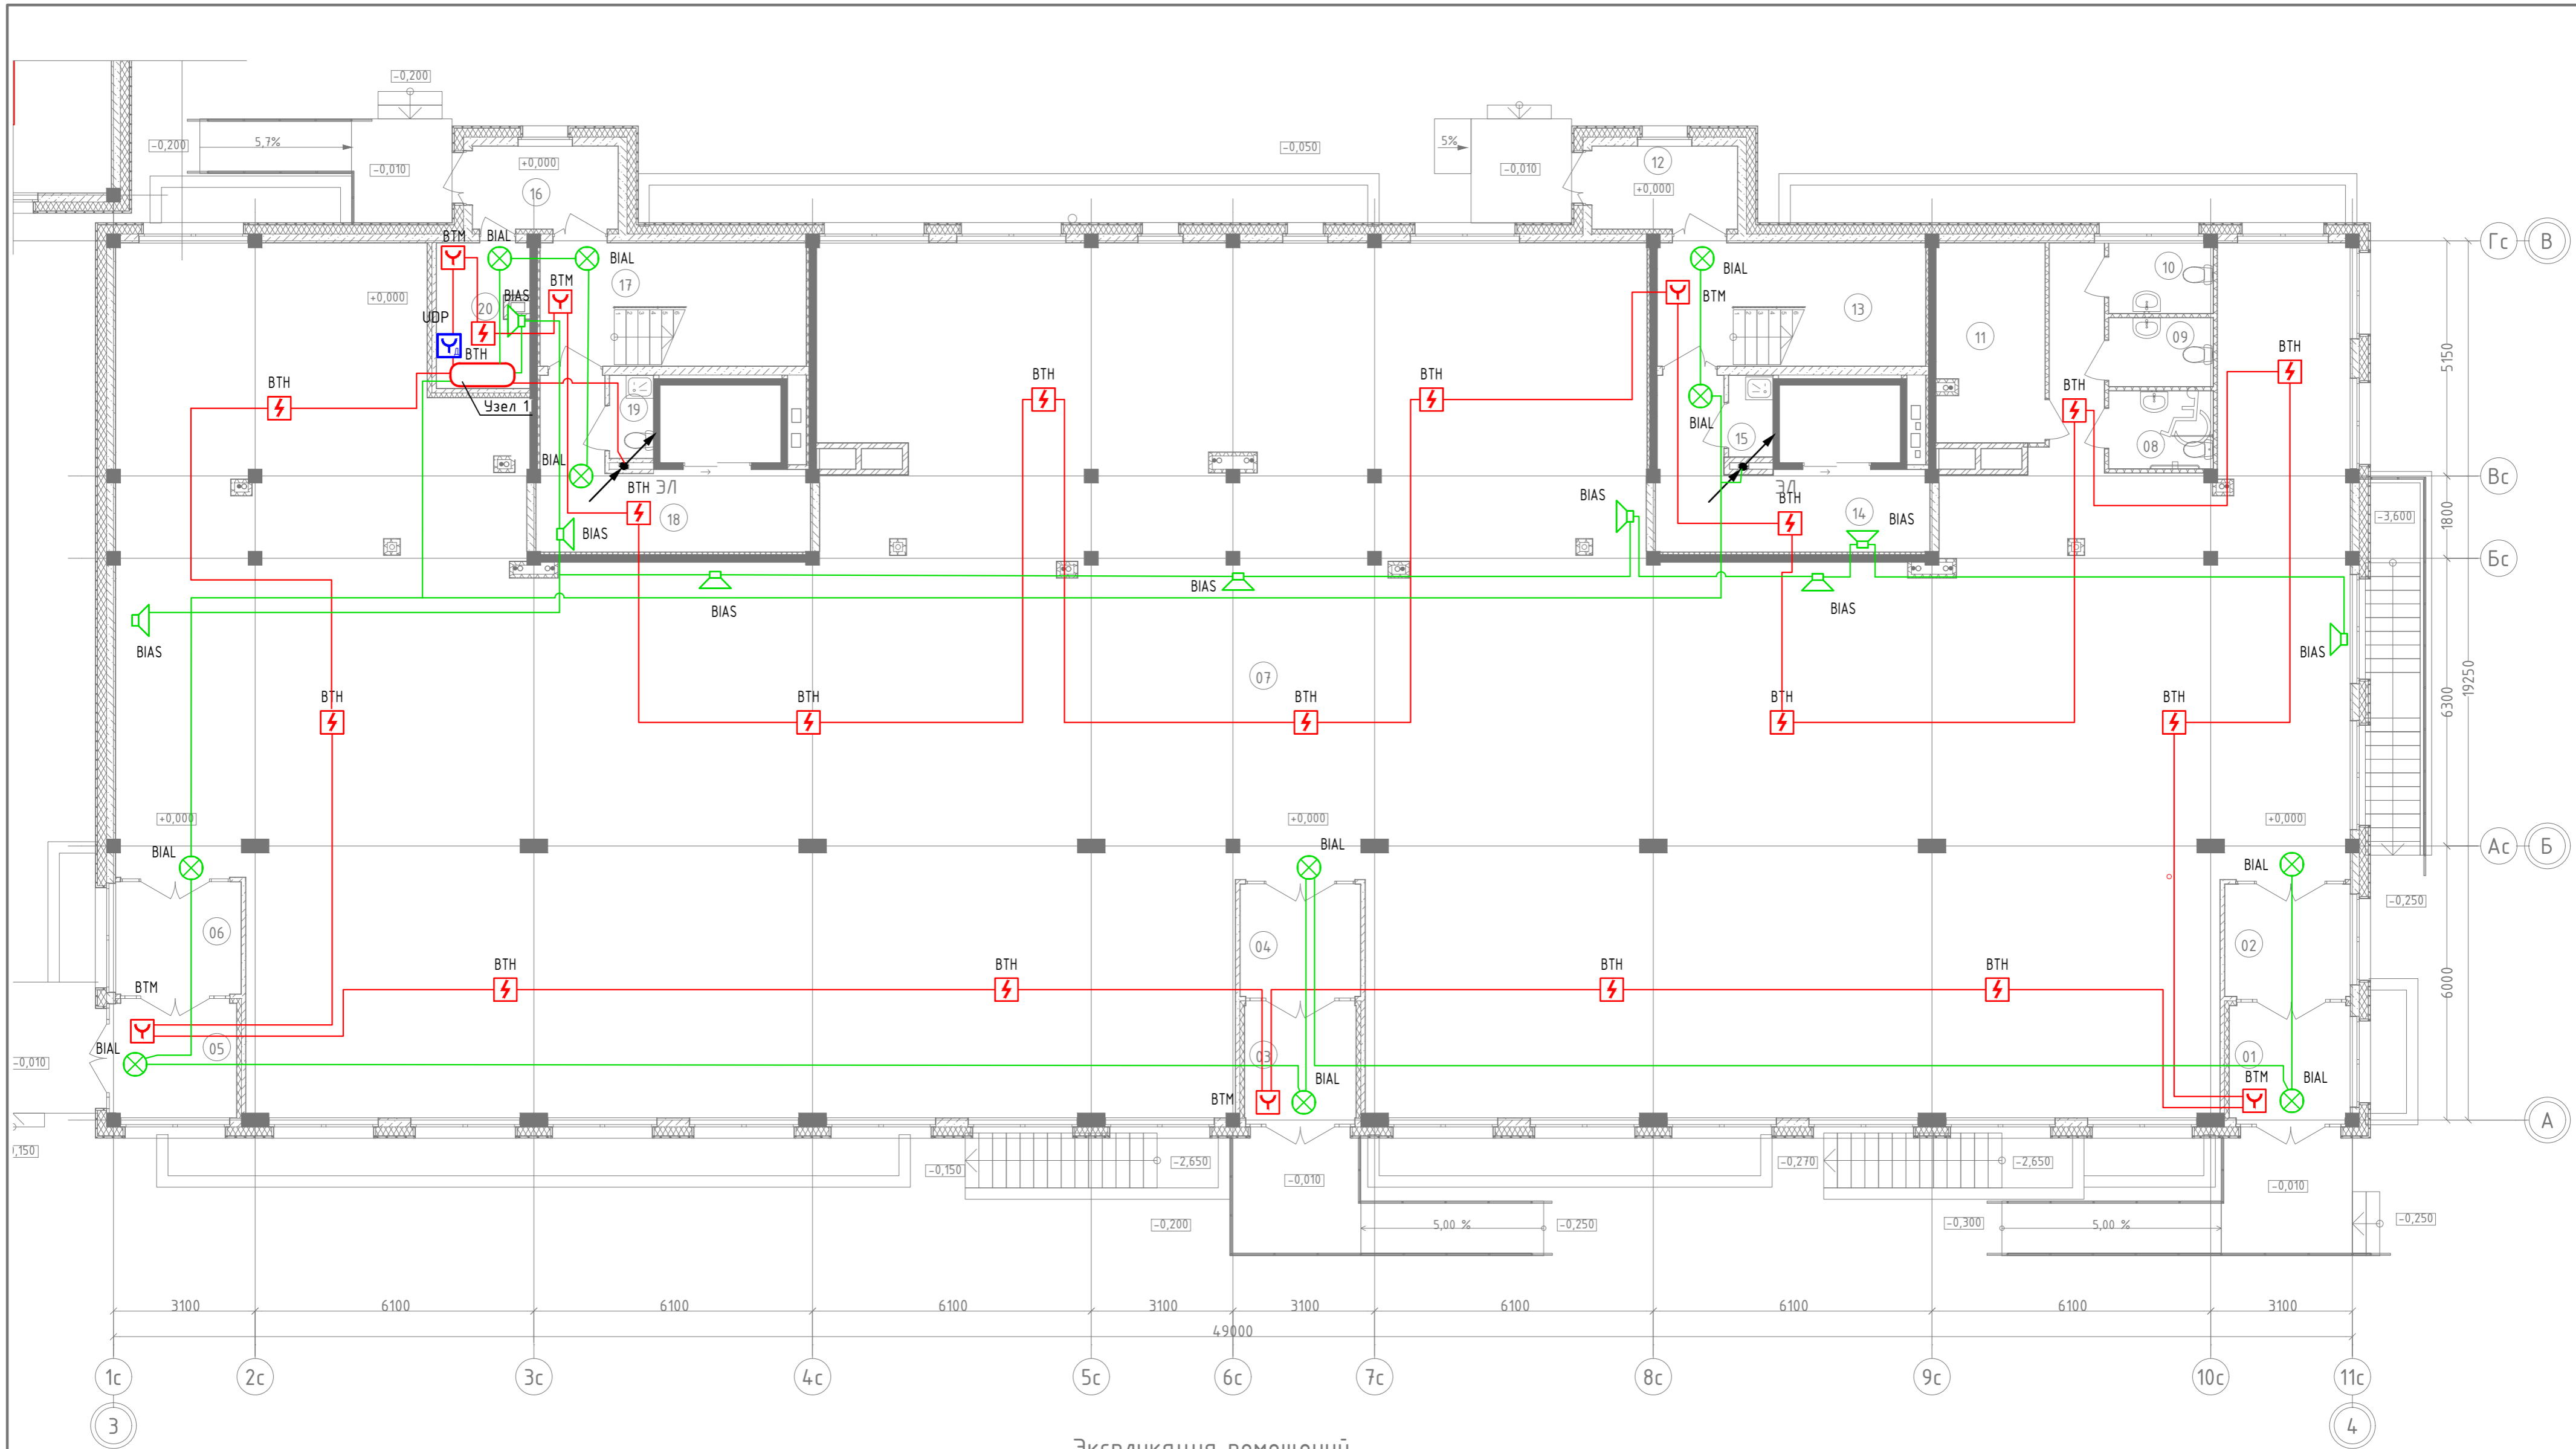 -0,200
-0,200
5,7%
-0,010
+0,000
16
-0,050
5%
-0,010
12
+0,000
Гс
В
BTM
BIAL
BIAL
BIAL
17
BTM
BIAS
20
+0,000
UDP
BTH
Узел 1
BTM
13
11
10
09
08
5150
BTH
BTH
BTH
BTH
BTH
BTH
19
BIAL
15
BIAL
ЭЛ
BTH
18
BIAS
ЭЛ
BTH
14
BIAS
BIAS
Вс
-3,600
1800
Бс
BIAS
BIAS
BIAS
BIAS
BIAS
07
BTH
BTH
BTH
BTH
BTH
6300
19250
+0,000
+0,000
+0,000
BIAL
BIAL
BIAL
Ас
Б
-0,250
06
04
02
BTM
BTH
BTH
BTH
BTH
6000
05
03
01
BIAL
-0,010
BTM
BIAL
BTM
BIAL
А
-0,150
-2,650
-0,010
-0,270
-2,650
-0,010
-0,200
5,00 %
-0,250
-0,300
5,00 %
-0,250
3100
6100
6100
6100
3100
3100
6100
6100
6100
3100
49000
1с
2с
3с
4с
5с
6с
7с
8с
9с
10с
11с
3
4
Экспликация помещений